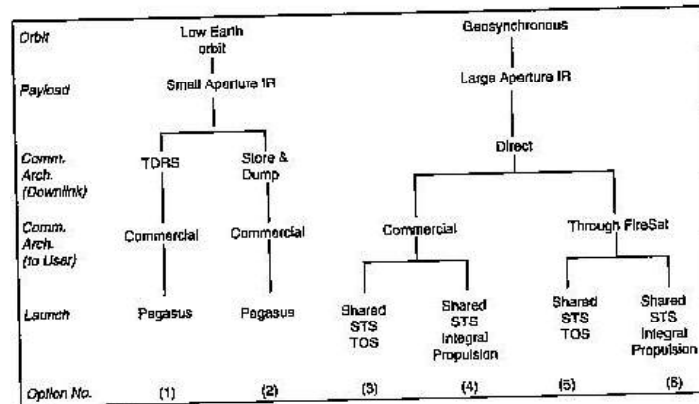 Orbit
Low Earth
orbit
Geosynchronous
Payload
Small Aperture IR
Large Aperture IR
Comm.
Arch.
(Downlink)
TDRS
Store &
Dump
Direct
Comm.
Arch.
(to User)
Commercial
Commercial
Commercial
Through FireSat
Launch
Pegasus
Pegasus
Shared
STS
TOS
Shared
STS
Integral
Propulsion
Shared
STS
TOS
Shared
STS
Integral
Propulsion
Option No.
(1)
(2)
(3)
(4)
(5)
(6)